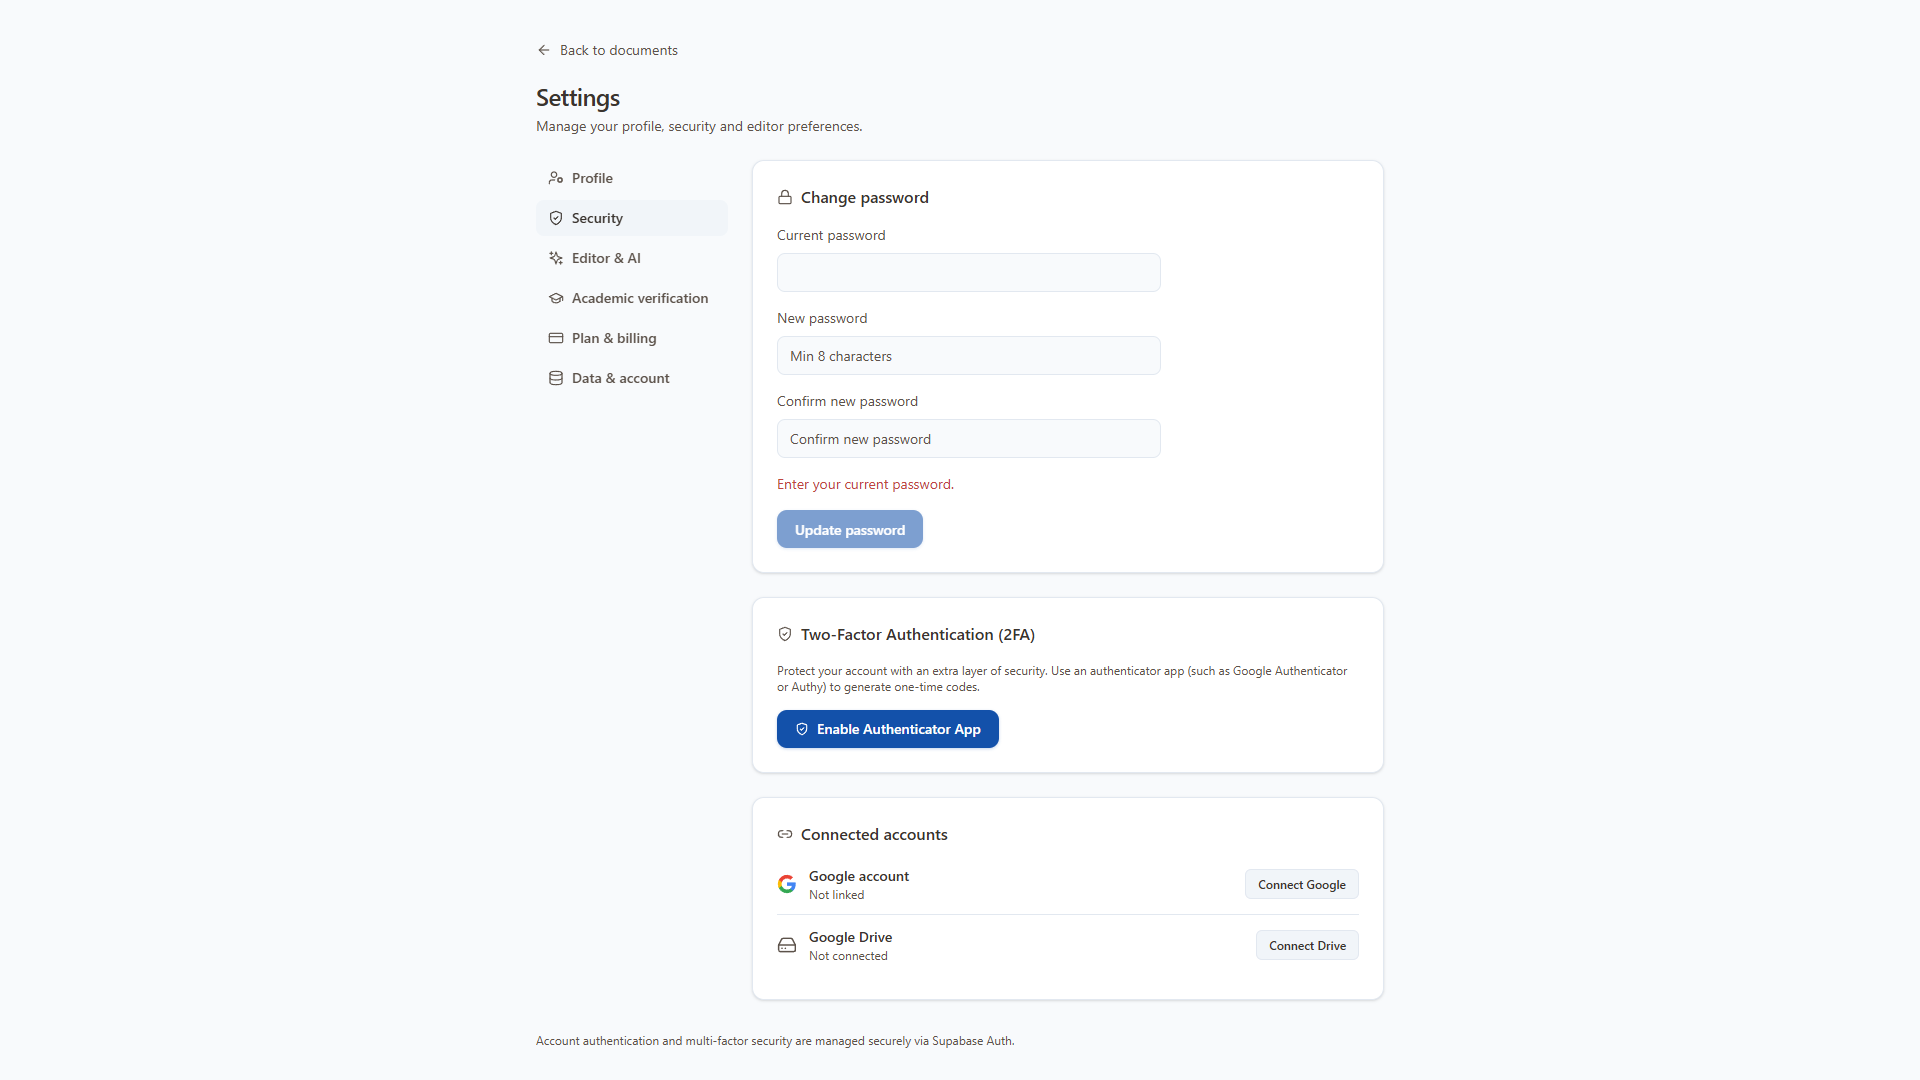 Back to documents
Settings
Manage your profile, security and editor preferences.
Profile
Security
Editor & AI
Academic verification
Plan & billing
Data & account
Change password
Current password
New password
Min 8 characters
Confirm new password
Confirm new password
Enter your current password.
Update password
Two-Factor Authentication (2FA)
Protect your account with an extra layer of security. Use an authenticator app (such as Google Authenticator
or Authy) to generate one-time codes.
Enable Authenticator App
Connected accounts
Google account
Not linked
Connect Google
Google Drive
Not connected
Connect Drive
Account authentication and multi-factor security are managed securely via Supabase Auth.